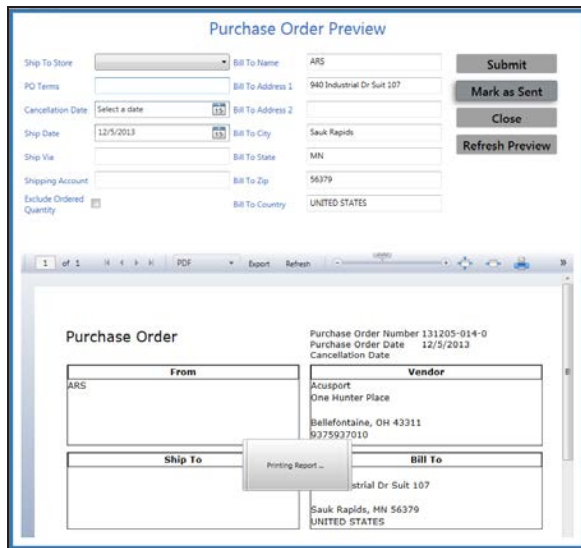 Purchase Order Preview
Ship To Store
Bill To Name ARS
Submit
PO Terms
Bill To Address 1 940 Industrial Dr Suit 107
Mark as Sent
Cancellation Date Select a date 15
Bill To Address 2
Close
Ship Date 12/5/2013 15
Bill To City Sauk Rapids
Refresh Preview
Ship Via
Bill To State MN
Shipping Account
Bill To Zip 56379
Exclude Ordered
Quantity
Bill To Country UNITED STATES
1 of 1 PDF Export Refresh
Purchase Order
Purchase Order Number 131205-014-0
Purchase Order Date 12/5/2013
Cancellation Date
From
ARS
Vendor
Acusport
One Hunter Place
Bellefontaine, OH 43311
9375937010
Ship To
Printing Report ...
Bill To
strial Dr Suit 107
Sauk Rapids, MN 56379
UNITED STATES